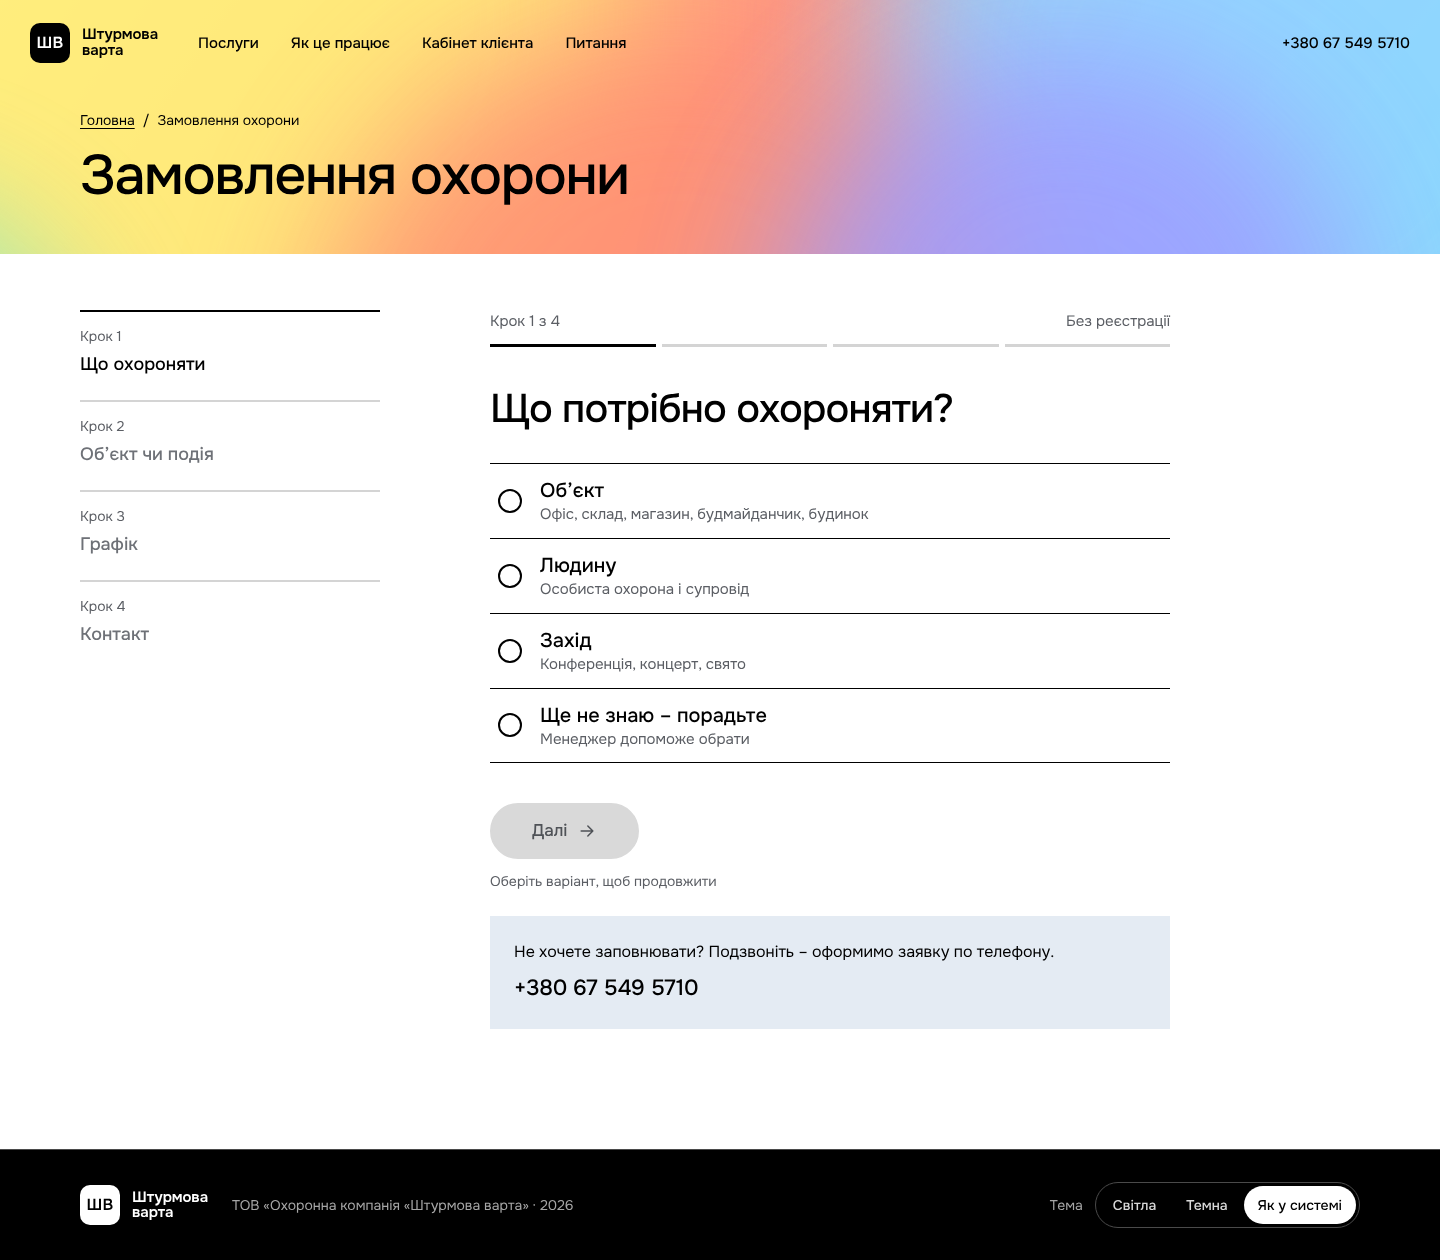 ШВ
Штурмова
варта
Послуги
Як це працює
Кабінет клієнта
Питання
+380 67 549 5710
Головна / Замовлення охорони
Замовлення охорони
Крок 1
Що охороняти
Крок 2
Об’єкт чи подія
Крок 3
Графік
Крок 4
Контакт
Крок 1 з 4
Без реєстрації
Що потрібно охороняти?
Об’єкт
Офіс, склад, магазин, будмайданчик, будинок
Людину
Особиста охорона і супровід
Захід
Конференція, концерт, свято
Ще не знаю – порадьте
Менеджер допоможе обрати
Далі →
Оберіть варіант, щоб продовжити
Не хочете заповнювати? Подзвоніть – оформимо заявку по телефону.
+380 67 549 5710
ШВ
Штурмова
варта
ТОВ «Охоронна компанія «Штурмова варта» · 2026
Тема
Світла
Темна
Як у системі